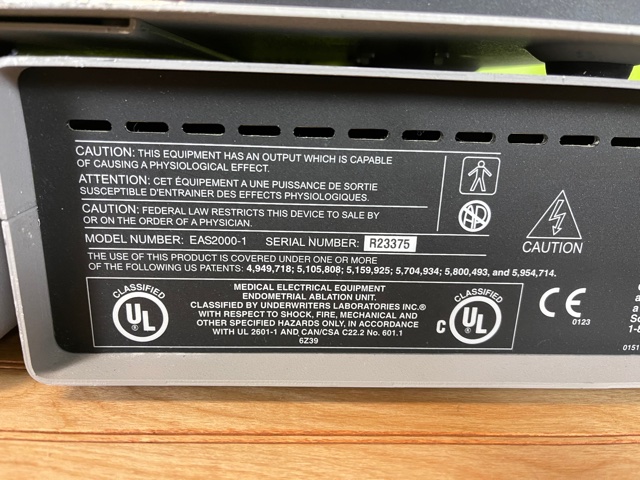 CAUTION: THIS EQUIPMENT HAS AN OUTPUT WHICH IS CAPABLE
OF CAUSING A PHYSIOLOGICAL EFFECT.
ATTENTION: CET ÉQUIPEMENT A UNE PUISSANCE DE SORTIE
SUSCEPTIBLE D'ENTRAINER DES EFFECTS PHYSIOLOGIQUES.
CAUTION: FEDERAL LAW RESTRICTS THIS DEVICE TO SALE BY
OR ON THE ORDER OF A PHYSICIAN.
MODEL NUMBER: EAS2000-1 SERIAL NUMBER: R23375
THE USE OF THIS PRODUCT IS COVERED UNDER ONE OR MORE
OF THE FOLLOWING US PATENTS: 4,949,718; 5,105,808; 5,159,925; 5,704,934; 5,800,493, and 5,954,714.
CLASSIFIED
UL
MEDICAL ELECTRICAL EQUIPMENT
ENDOMETRIAL ABLATION UNIT.
CLASSIFIED BY UNDERWRITERS LABORATORIES INC.®
WITH RESPECT TO SHOCK, FIRE, MECHANICAL AND
OTHER SPECIFIED HAZARDS ONLY, IN ACCORDANCE
WITH UL 2601-1 AND CAN/CSA C22.2 No. 601.1
6Z39
CLASSIFIED
C UL
CAUTION
CE
0123
1-8
0151